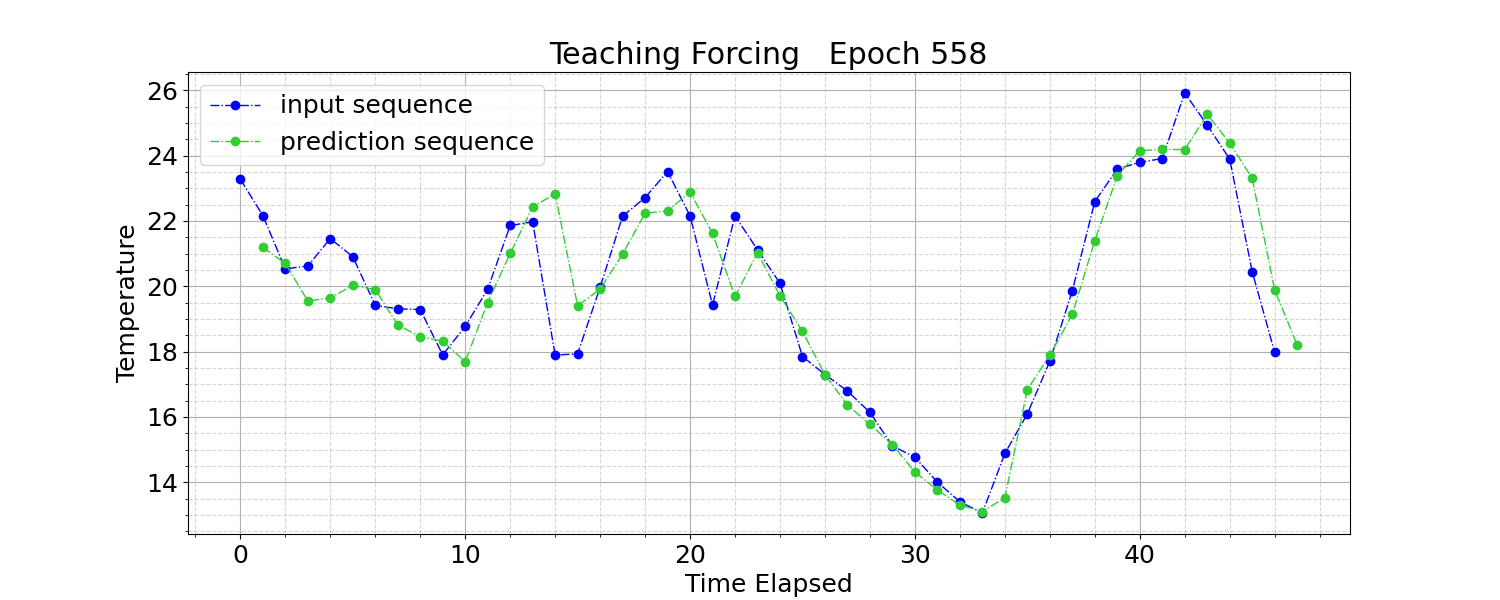 Teaching Forcing   Epoch 558
input sequence
prediction sequence
Temperature
26
24
22
20
18
16
14
0
10
20
30
40
Time Elapsed